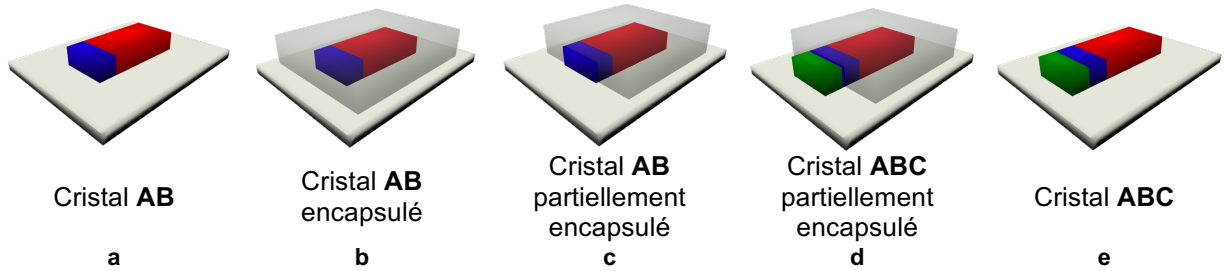 Cristal AB
a
Cristal AB
encapsulé
b
Cristal AB
partiellement
encapsulé
c
Cristal ABC
partiellement
encapsulé
d
Cristal ABC
e